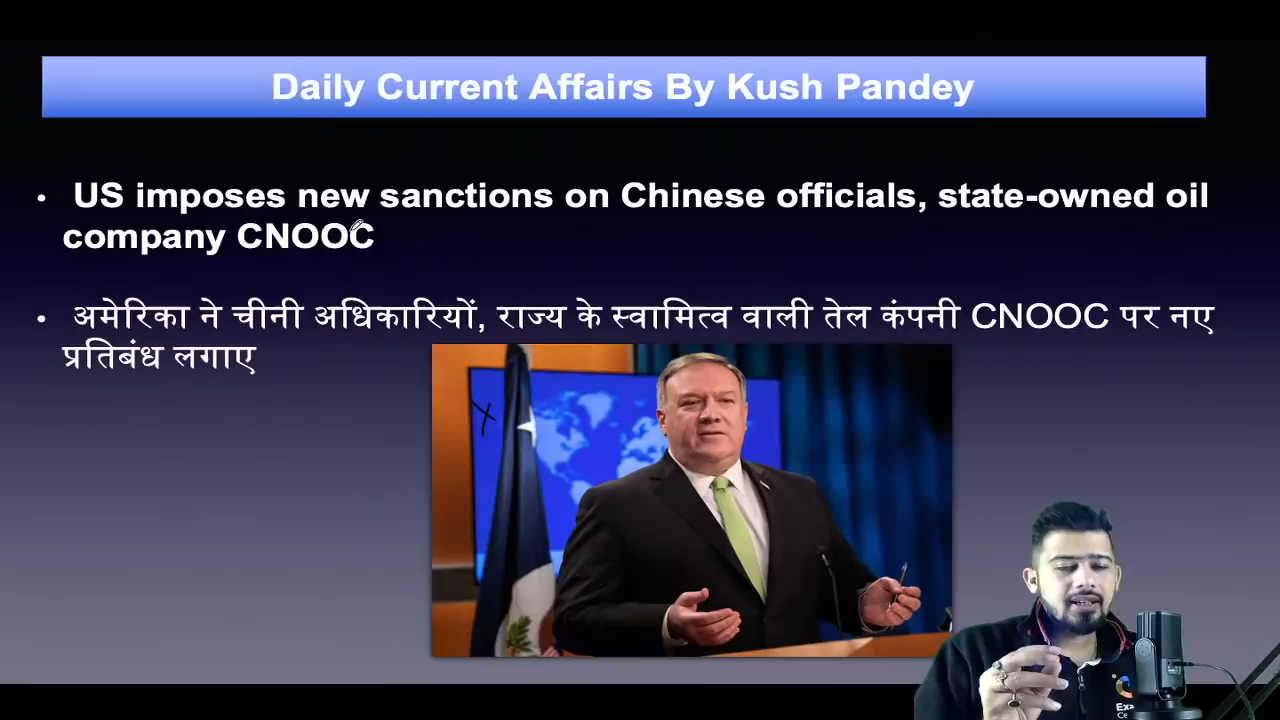 Daily Current Affairs By Kush Pandey
• US imposes new sanctions on Chinese officials, state-owned oil
company CNOOC
• अमेरिका ने चीनी अधिकारियों, राज्य के स्वामित्व वाली तेल कंपनी CNOOC पर नए
प्रतिबंध लगाए